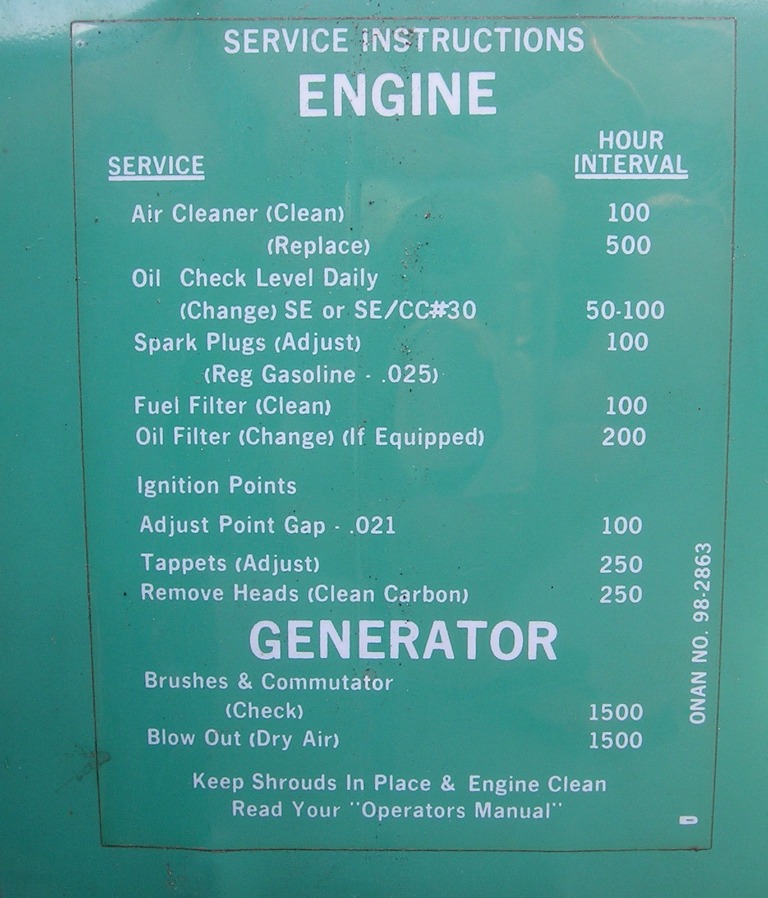 SERVICE INSTRUCTIONS
ENGINE
SERVICE HOUR INTERVAL
Air Cleaner (Clean) 100
(Replace) 500
Oil Check Level Daily
(Change) SE or SE/CC#30 50-100
Spark Plugs (Adjust) 100
(Reg Gasoline - .025)
Fuel Filter (Clean) 100
Oil Filter (Change) (If Equipped) 200
Ignition Points
Adjust Point Gap - .021 100
Tappets (Adjust) 250
Remove Heads (Clean Carbon) 250
GENERATOR
Brushes & Commutator
(Check) 1500
Blow Out (Dry Air) 1500
Keep Shrouds In Place & Engine Clean
Read Your "Operators Manual"
ONAN NO. 98-2863
D